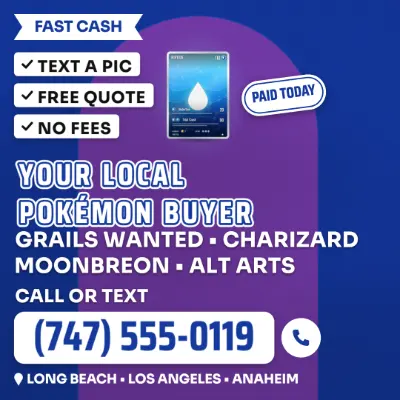 FAST CASH
TEXT A PIC
FREE QUOTE
NO FEES
PAID TODAY
YOUR LOCAL
POKÉMON BUYER
GRAILS WANTED • CHARIZARD
MOONBREON • ALT ARTS
CALL OR TEXT
(747) 555-0119
LONG BEACH • LOS ANGELES • ANAHEIM